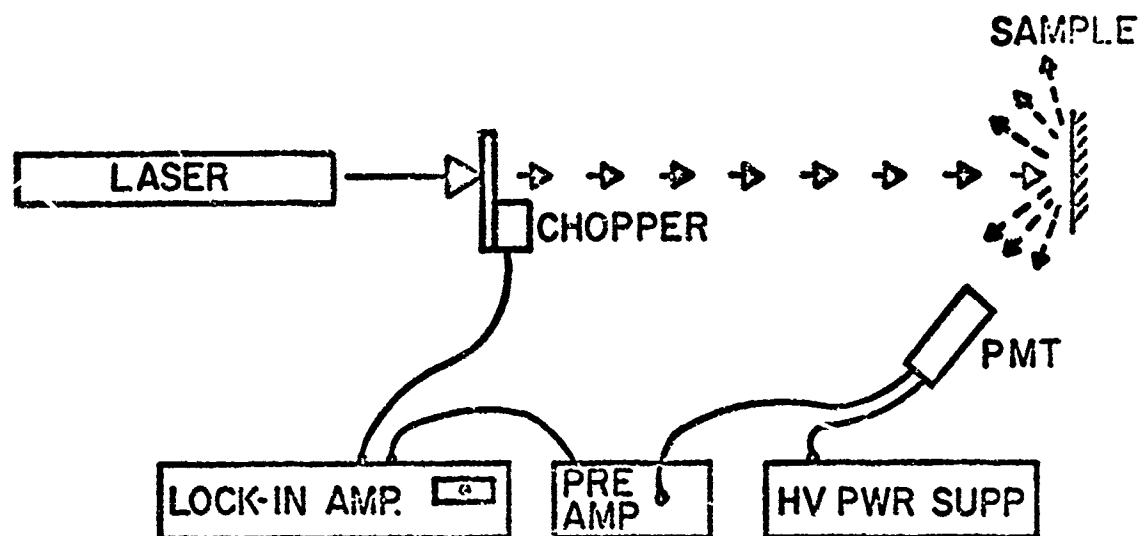 SAMPLE
LASER
CHOPPER
PMT
LOCK-IN AMP.
PRE
AMP
HV PWR SUPP